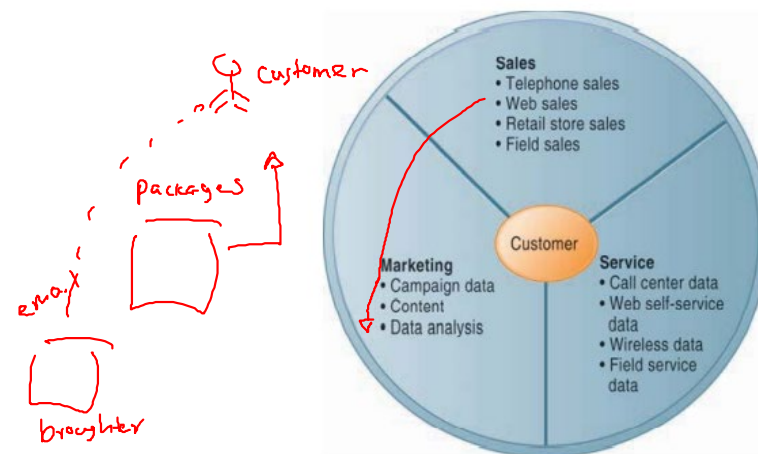 customer
packages
email
broughter
Sales
• Telephone sales
• Web sales
• Retail store sales
• Field sales
Customer
Marketing
• Campaign data
• Content
• Data analysis
Service
• Call center data
• Web self-service
data
• Wireless data
• Field service
data